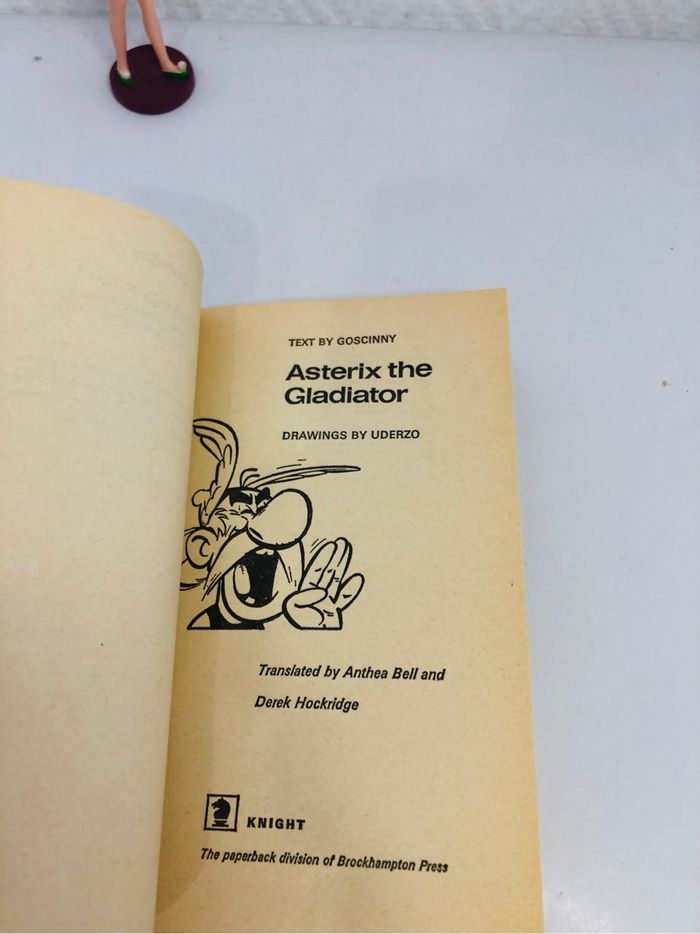 TEXT BY GOSCINNY
Asterix the
Gladiator
DRAWINGS BY UDERZO
Translated by Anthea Bell and
Derek Hockridge
KNIGHT
The paperback division of Brockhampton Press